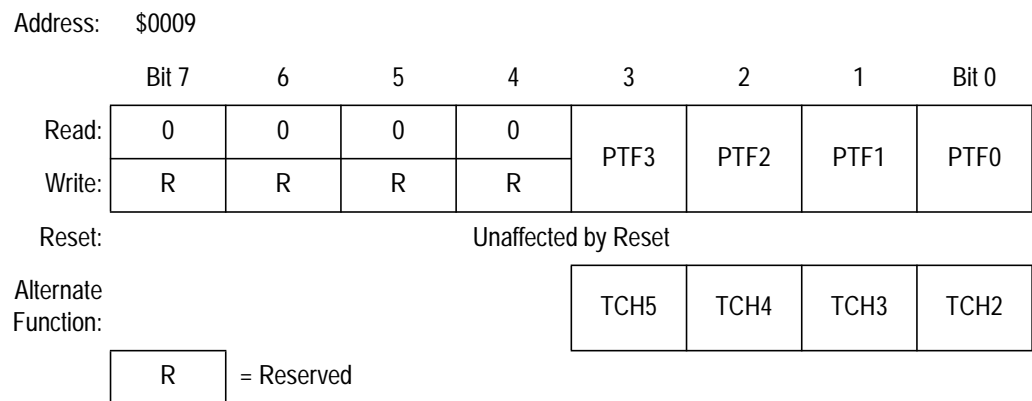 Address: $0009
Bit 7 6 5 4 3 2 1 Bit 0
Read: 0 0 0 0 PTF3 PTF2 PTF1 PTF0
Write: R R R R
Reset: Unaffected by Reset
Alternate Function: TCH5 TCH4 TCH3 TCH2
R = Reserved